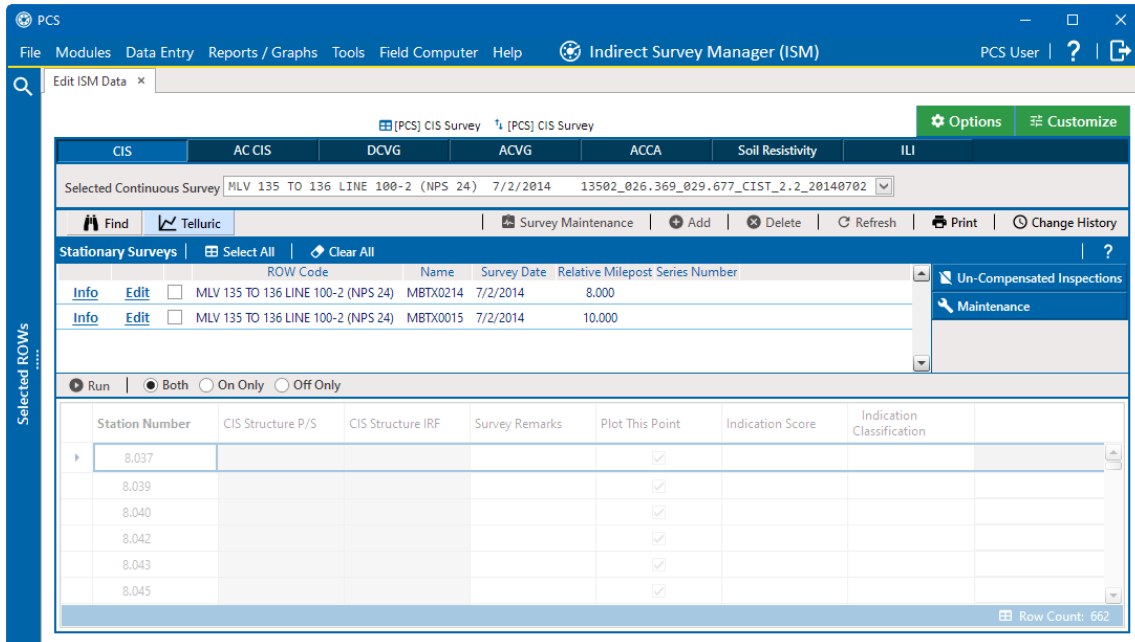 PCS
File Modules Data Entry Reports / Graphs Tools Field Computer Help Indirect Survey Manager (ISM) PCS User | ? |
Edit ISM Data ×
[PCS] CIS Survey [PCS] CIS Survey
Options Customize
CIS AC CIS DCVG ACVG ACCA Soil Resistivity ILI
Selected Continuous Survey MLV 135 TO 136 LINE 100-2 (NPS 24) 7/2/2014 13502_026.369_029.677_CIST_2.2_20140702
Find Telluric | Survey Maintenance | Add | Delete | Refresh | Print | Change History
Stationary Surveys | Select All | Clear All | ?
ROW Code Name Survey Date Relative Milepost Series Number
Info Edit MLV 135 TO 136 LINE 100-2 (NPS 24) MBTX0214 7/2/2014 8.000
Info Edit MLV 135 TO 136 LINE 100-2 (NPS 24) MBTX0015 7/2/2014 10.000
Un-Compensated Inspections
Maintenance
Selected ROWs
Run | Both On Only Off Only
Station Number CIS Structure P/S CIS Structure IRF Survey Remarks Plot This Point Indication Score Indication Classification
8.037
8.039
8.040
8.042
8.043
8.045
Row Count: 662